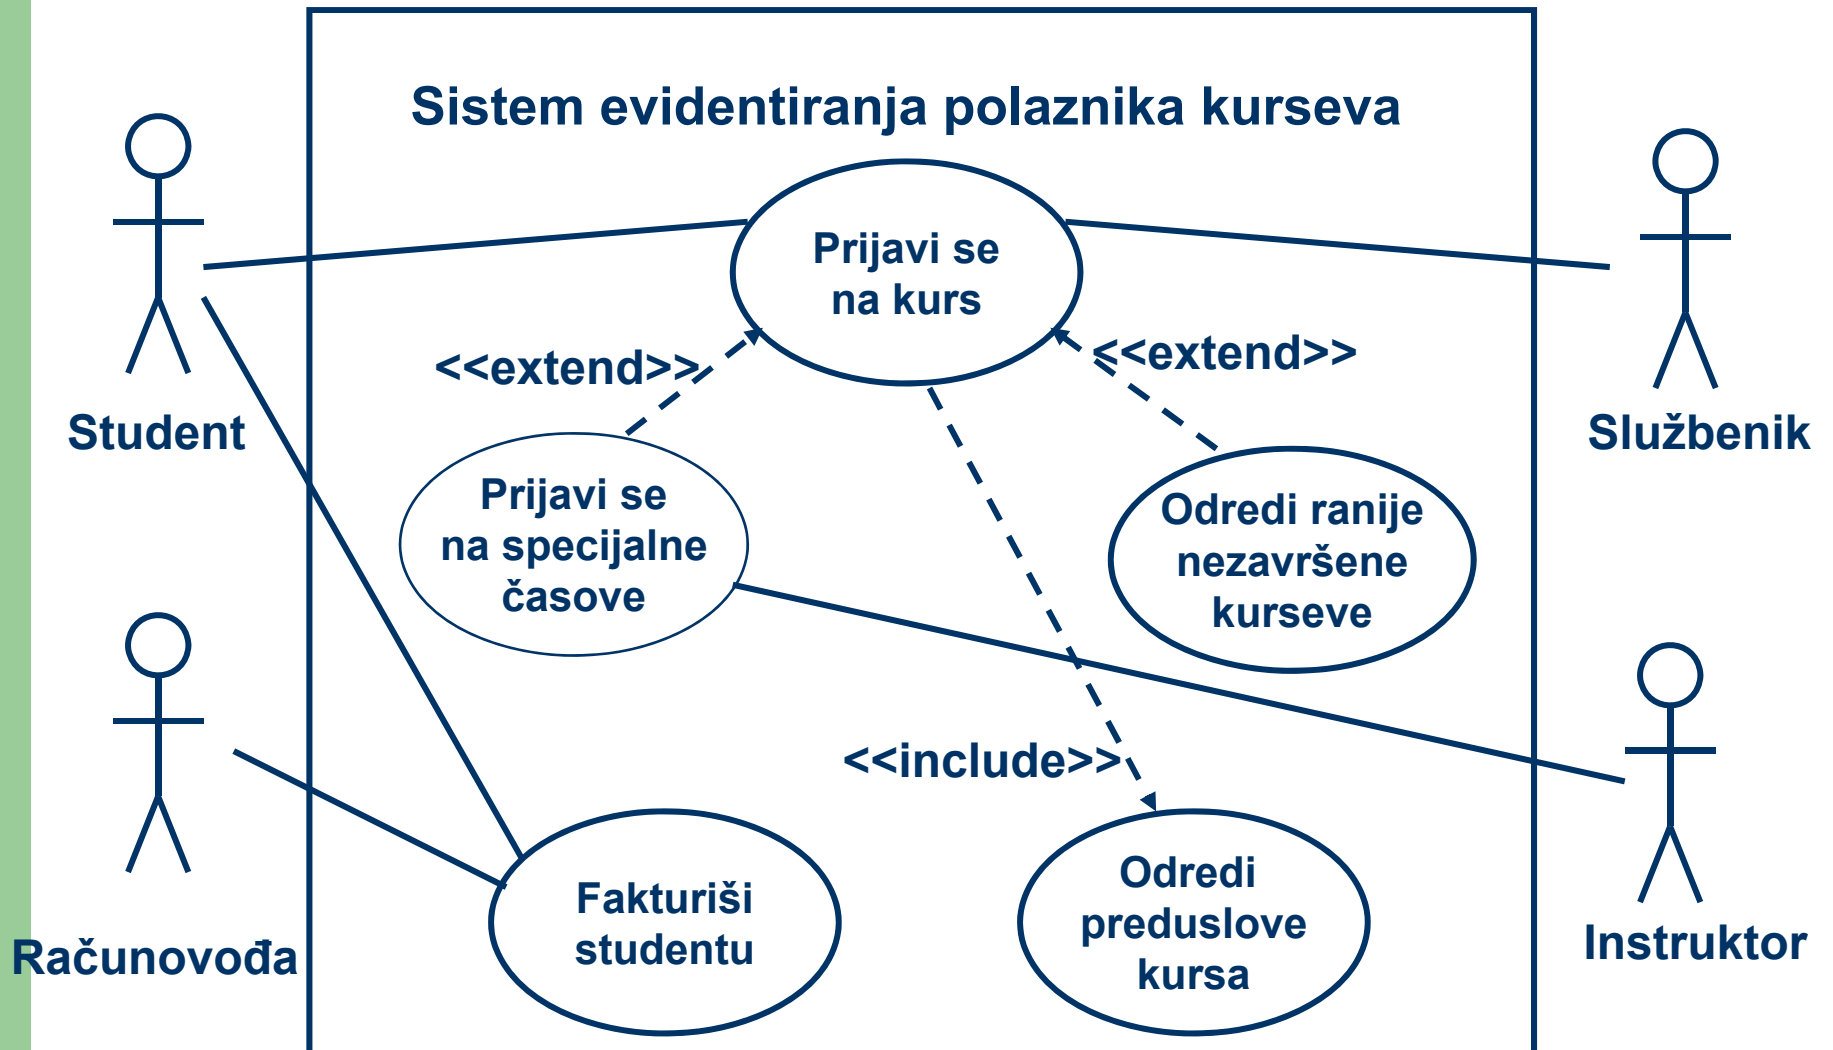 Sistem evidentiranja polaznika kurseva
Prijavi se
na kurs
<<extend>>
<<extend>>
Student
Službenik
Prijavi se
na specijalne
časove
Odredi ranije
nezavršene
kurseve
<<include>>
Fakturiši
studentu
Odredi
preduslove
kursa
Računovođa
Instruktor